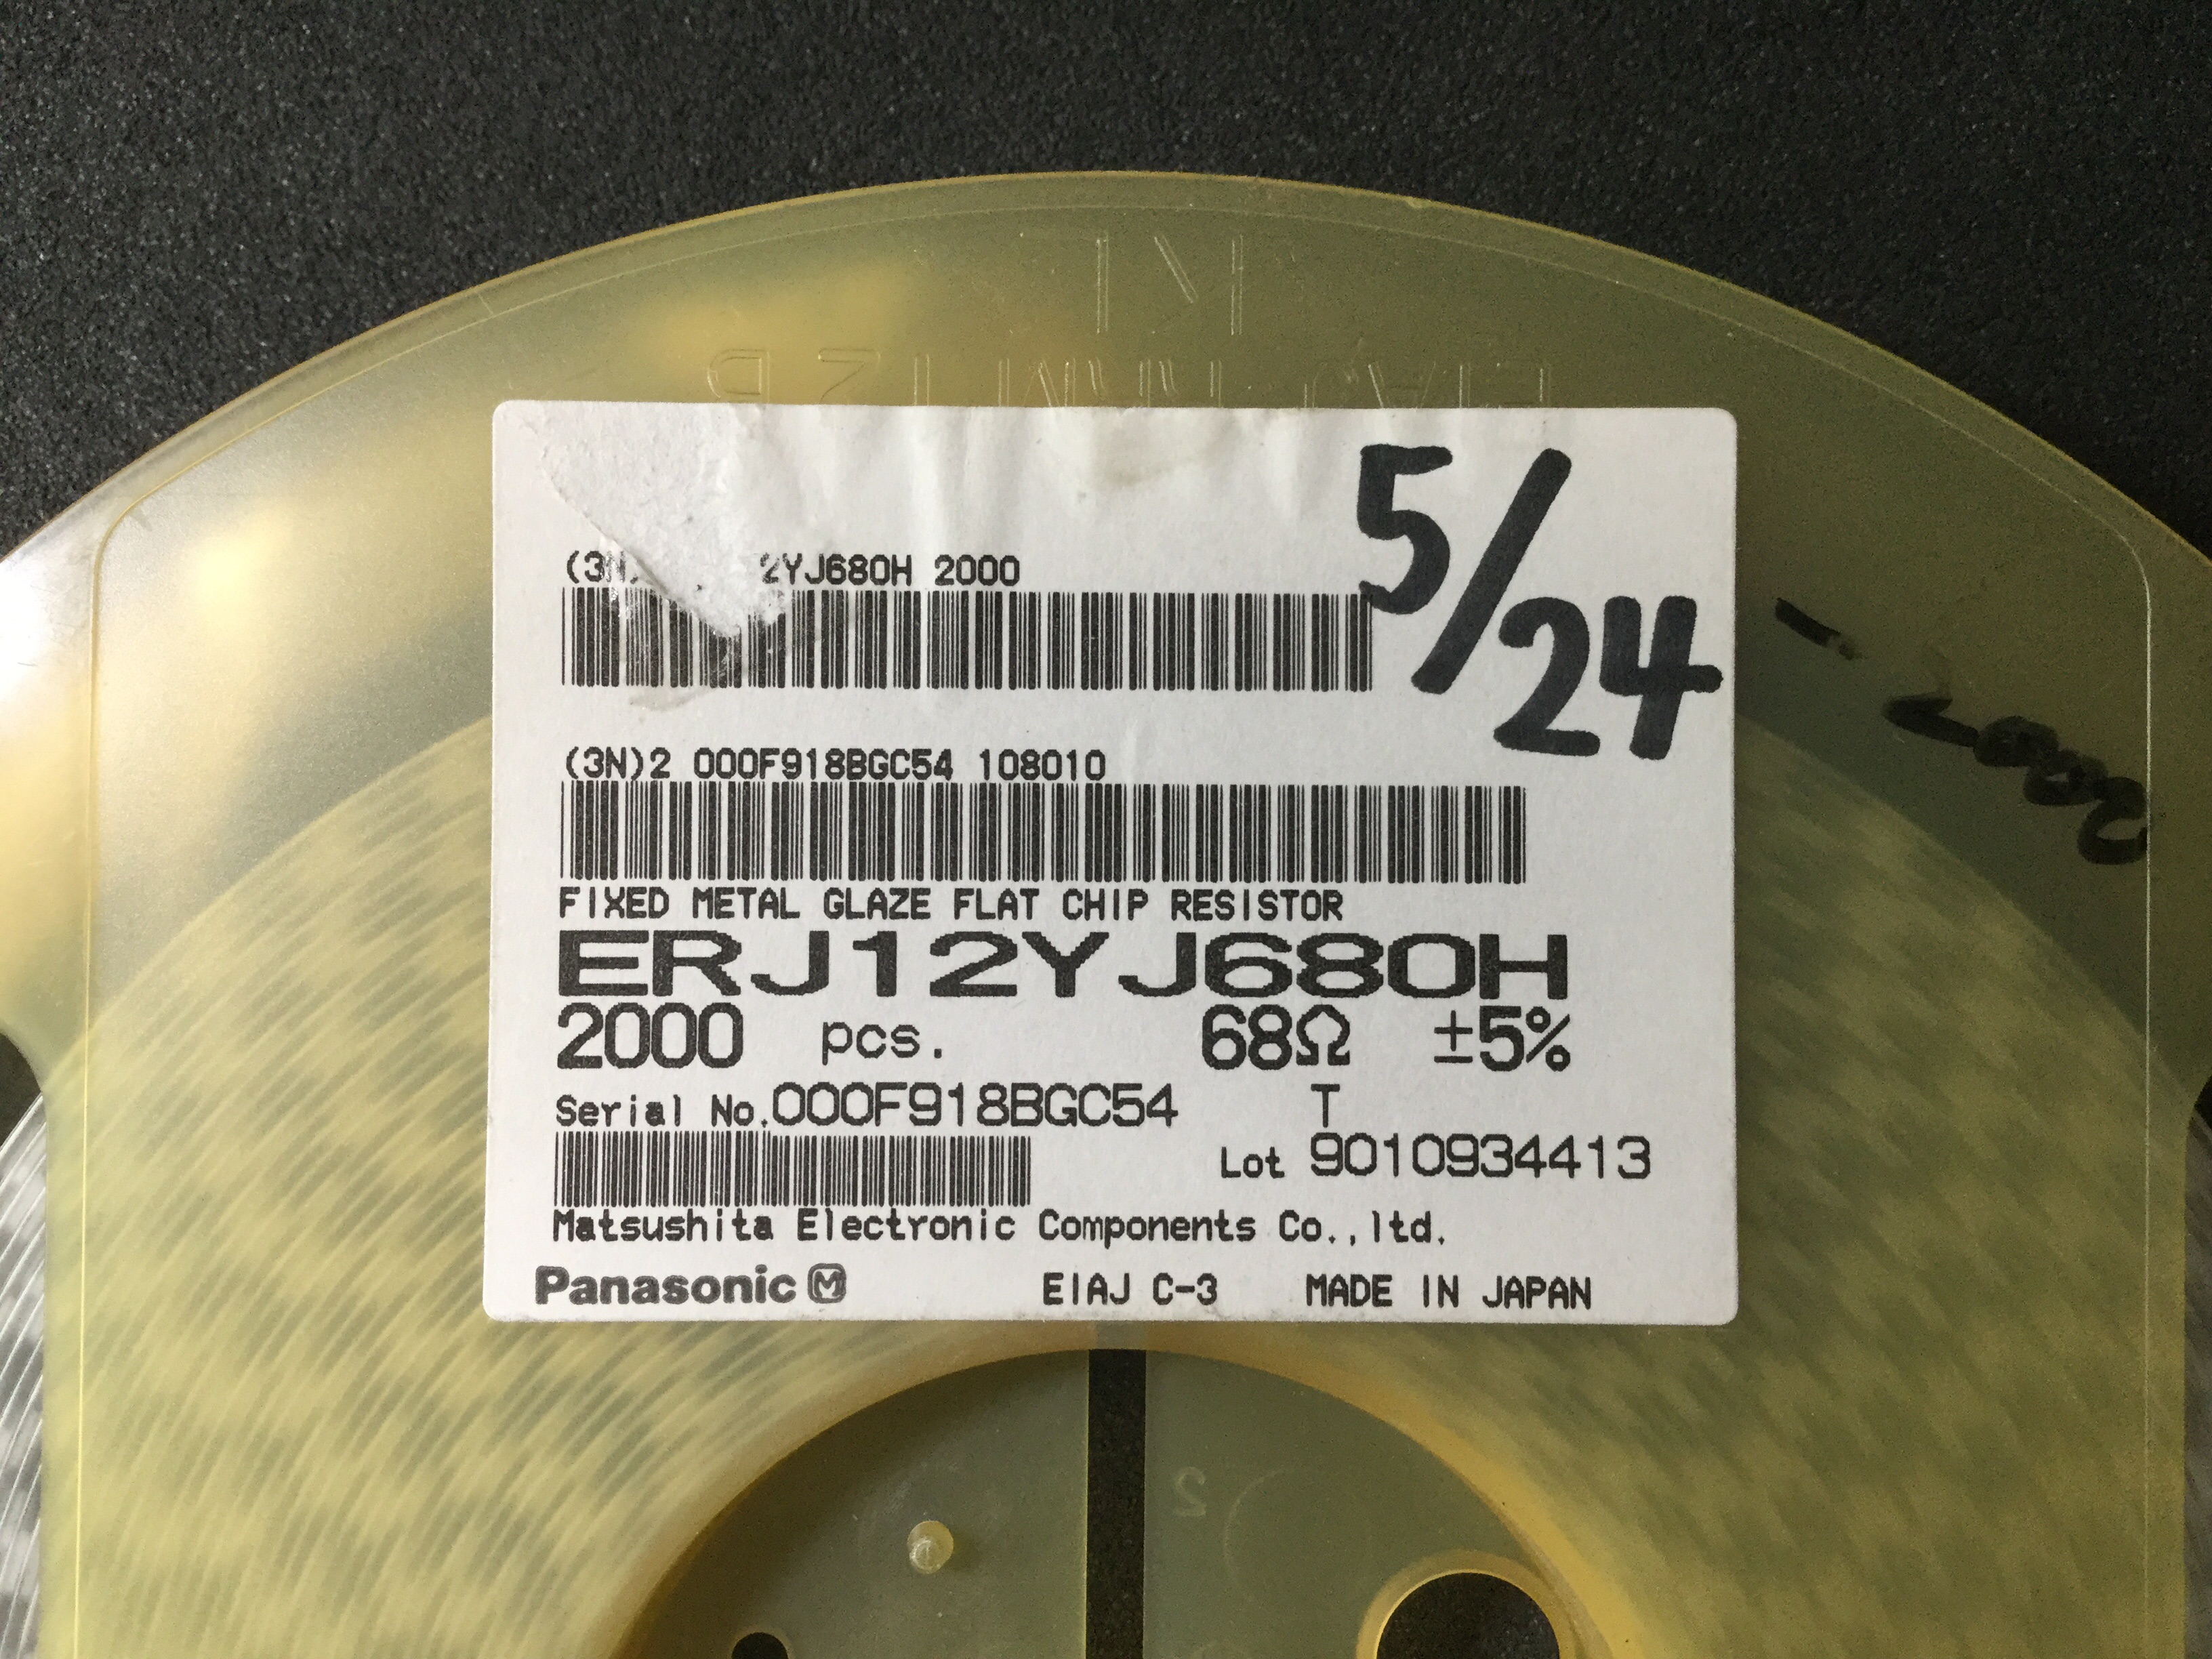 5/24
(3N) 2YJ680H 2000
(3N)2 000F918BGC54 108010
FIXED METAL GLAZE FLAT CHIP RESISTOR
ERJ12YJ680H
2000 pcs. 68Ω ±5%
Serial No.000F918BGC54 T
Lot 9010934413
Matsushita Electronic Components Co.,ltd.
Panasonic M EIAJ C-3 MADE IN JAPAN
2